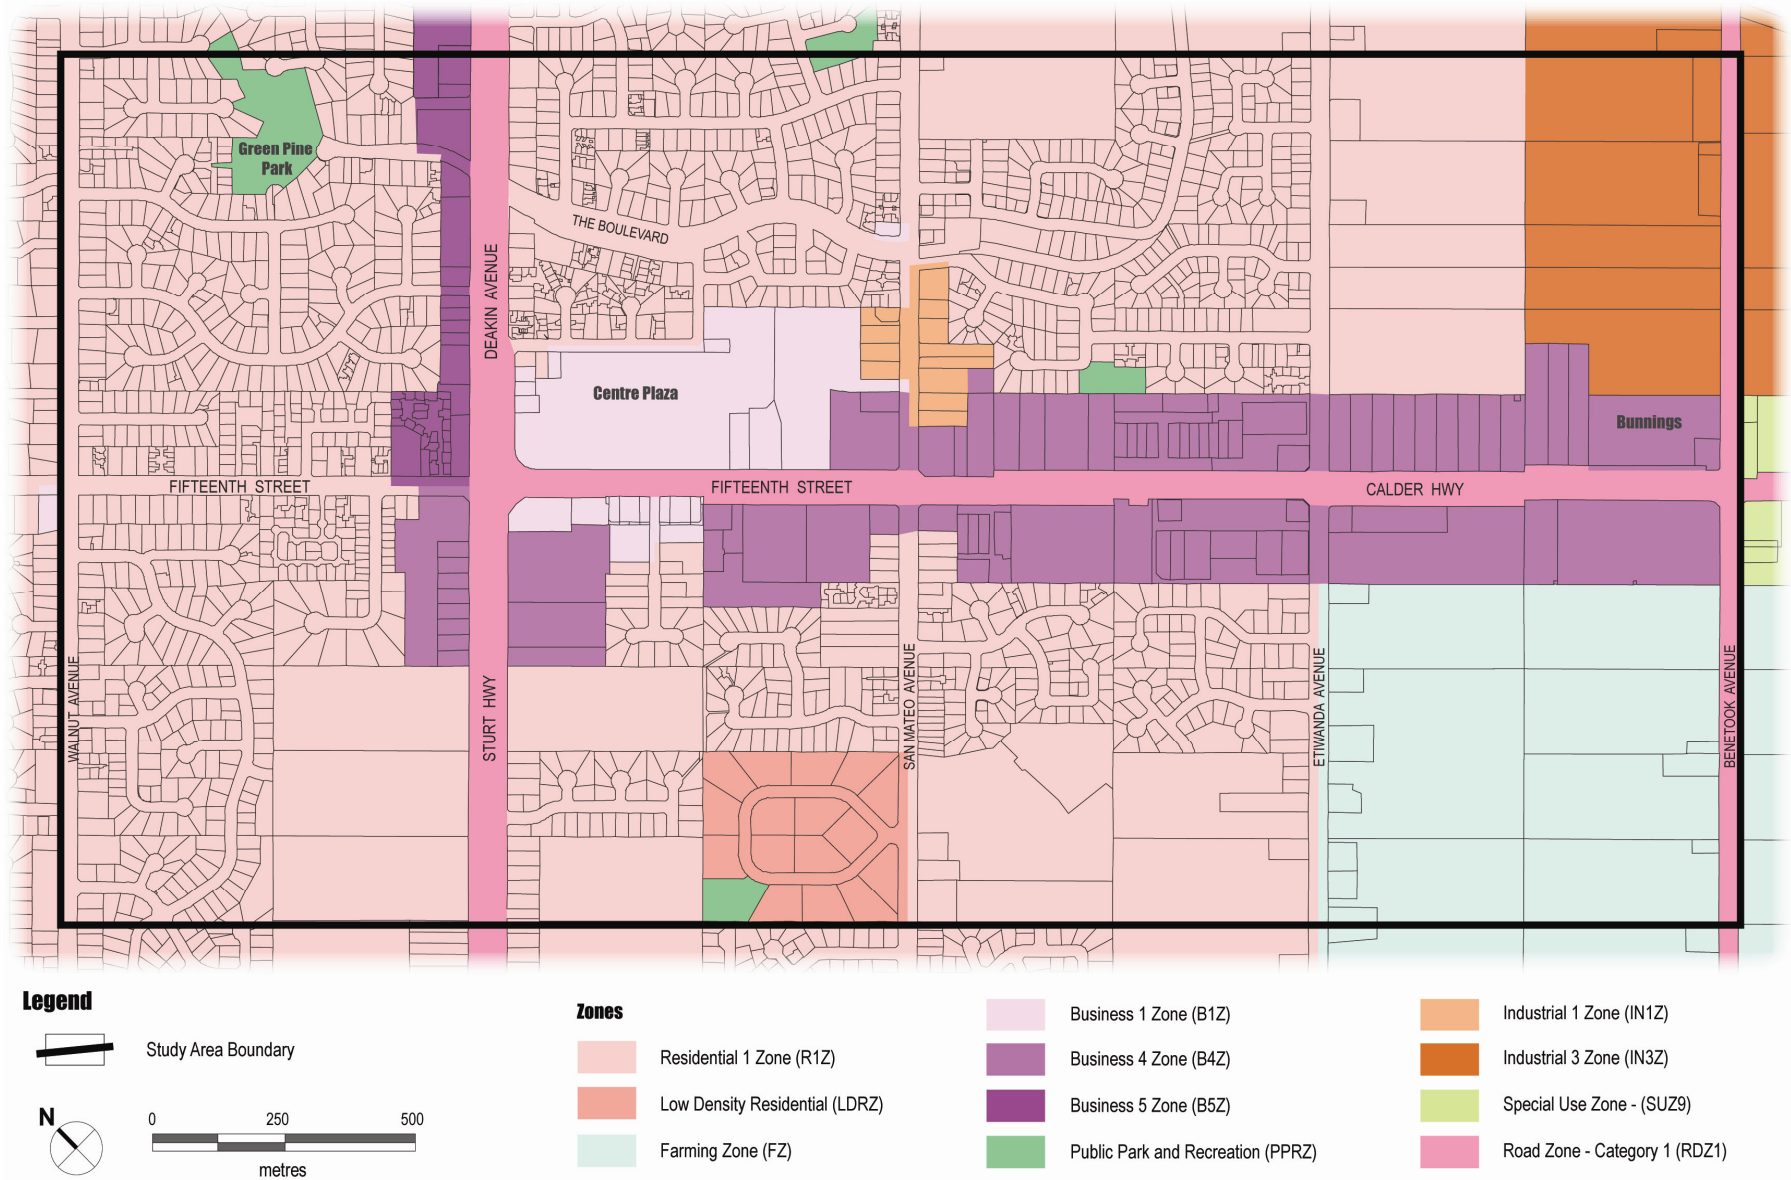 Green Pine
Park
THE BOULEVARD
DEAKIN AVENUE
Centre Plaza
Bunnings
FIFTEENTH STREET
FIFTEENTH STREET
CALDER HWY
WALNUT AVENUE
STURT HWY
SAN MATEO AVENUE
ETIWANDA AVENUE
BENETOOK AVENUE
Legend
Study Area Boundary
N
0 250 500
metres
Zones
Residential 1 Zone (R1Z)
Low Density Residential (LDRZ)
Farming Zone (FZ)
Business 1 Zone (B1Z)
Business 4 Zone (B4Z)
Business 5 Zone (B5Z)
Public Park and Recreation (PPRZ)
Industrial 1 Zone (IN1Z)
Industrial 3 Zone (IN3Z)
Special Use Zone - (SUZ9)
Road Zone - Category 1 (RDZ1)